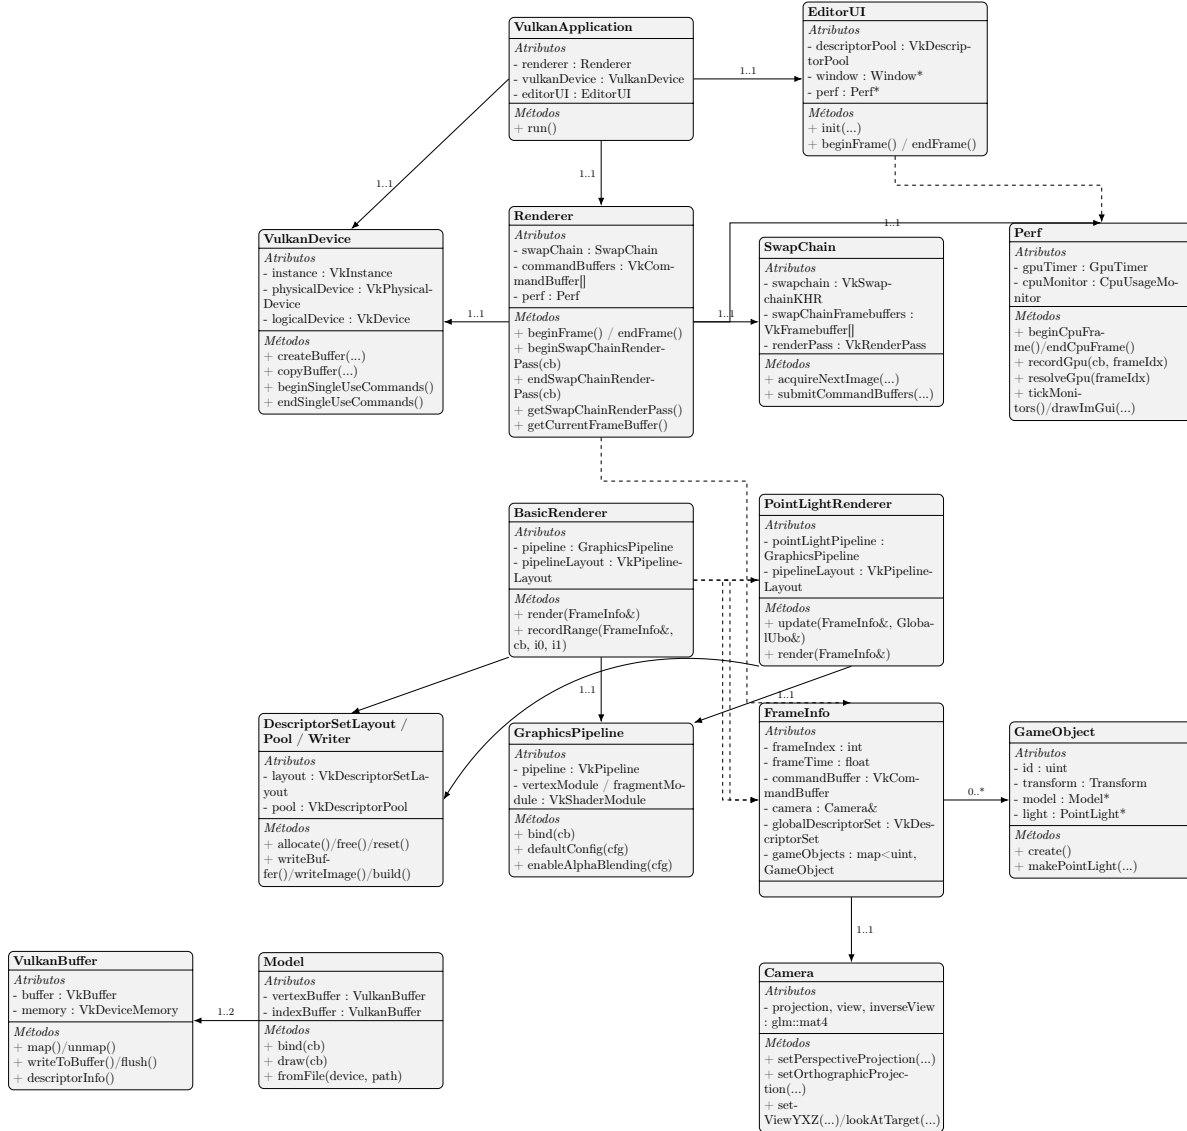 VulkanApplication
Atributos
- renderer : Renderer
- vulkanDevice : VulkanDevice
- editorUI : EditorUI
Métodos
+ run()
1..1
EditorUI
Atributos
- descriptorPool : VkDescrip-
torPool
- window : Window*
- perf : Perf*
Métodos
+ init(...)
+ beginFrame() / endFrame()
1..1
1..1
VulkanDevice
Atributos
- instance : VkInstance
- physicalDevice : VkPhysical-
Device
- logicalDevice : VkDevice
Métodos
+ createBuffer(...)
+ copyBuffer(...)
+ beginSingleUseCommands()
+ endSingleUseCommands()
1..1
Renderer
Atributos
- swapChain : SwapChain
- commandBuffers : VkCom-
mandBuffer[]
- perf : Perf
Métodos
+ beginFrame() / endFrame()
+ beginSwapChainRender-
Pass(cb)
+ endSwapChainRender-
Pass(cb)
+ getSwapChainRenderPass()
+ getCurrentFrameBuffer()
1..1
1..1
SwapChain
Atributos
- swapchain : VkSwap-
chainKHR
- swapChainFramebuffers :
VkFramebuffer[]
- renderPass : VkRenderPass
Métodos
+ acquireNextImage(...)
+ submitCommandBuffers(...)
Perf
Atributos
- gpuTimer : GpuTimer
- cpuMonitor : CpuUsageMo-
nitor
Métodos
+ beginCpuFra-
me()/endCpuFrame()
+ recordGpu(cb, frameIdx)
+ resolveGpu(frameIdx)
+ tickMoni-
tors()/drawImGui(...)
BasicRenderer
Atributos
- pipeline : GraphicsPipeline
- pipelineLayout : VkPipeline-
Layout
Métodos
+ render(FrameInfo&)
+ recordRange(FrameInfo&,
cb, i0, i1)
PointLightRenderer
Atributos
- pointLightPipeline :
GraphicsPipeline
- pipelineLayout : VkPipeline-
Layout
Métodos
+ update(FrameInfo&, Globa-
lUbo&)
+ render(FrameInfo&)
1..1
1..1
DescriptorSetLayout /
Pool / Writer
Atributos
- layout : VkDescriptorSetLa-
yout
- pool : VkDescriptorPool
Métodos
+ allocate()/free()/reset()
+ writeBuf-
fer()/writeImage()/build()
GraphicsPipeline
Atributos
- pipeline : VkPipeline
- vertexModule / fragmentMo-
dule : VkShaderModule
Métodos
+ bind(cb)
+ defaultConfig(cfg)
+ enableAlphaBlending(cfg)
FrameInfo
Atributos
- frameIndex : int
- frameTime : float
- commandBuffer : VkCom-
mandBuffer
- camera : Camera&
- globalDescriptorSet : VkDes-
criptorSet
- gameObjects : map<uint,
GameObject
0..*
GameObject
Atributos
- id : uint
- transform : Transform
- model : Model*
- light : PointLight*
Métodos
+ create()
+ makePointLight(...)
1..1
VulkanBuffer
Atributos
- buffer : VkBuffer
- memory : VkDeviceMemory
Métodos
+ map()/unmap()
+ writeToBuffer()/flush()
+ descriptorInfo()
1..2
Model
Atributos
- vertexBuffer : VulkanBuffer
- indexBuffer : VulkanBuffer
Métodos
+ bind(cb)
+ draw(cb)
+ fromFile(device, path)
Camera
Atributos
- projection, view, inverseView
: glm::mat4
Métodos
+ setPerspectiveProjection(...)
+ setOrthographicProjec-
tion(...)
+ set-
ViewYXZ(...)/lookAtTarget(...)